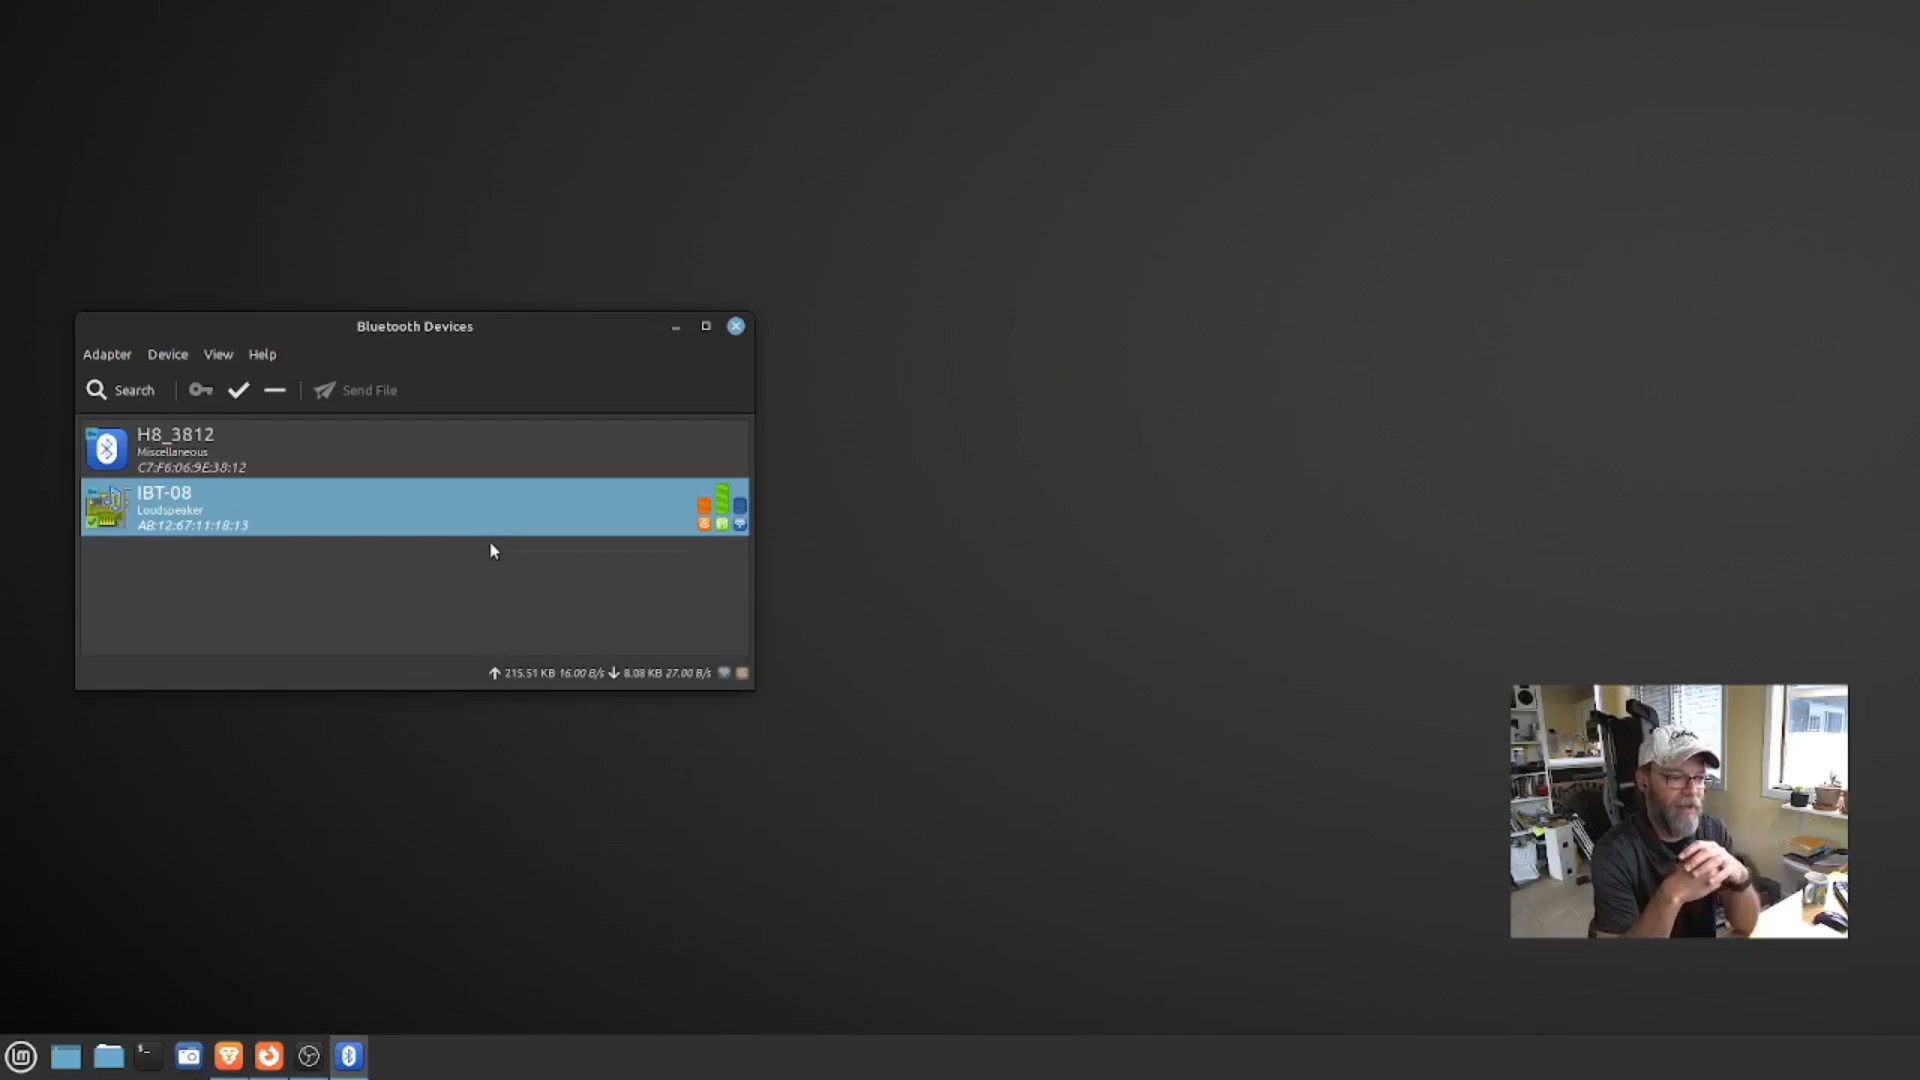 Bluetooth Devices
Adapter Device View Help
Search Send File
H8_3812
Miscellaneous
C7:F6:06:9E:38:12
IBT-08
Loudspeaker
AB:12:67:11:18:13
215.51 KB 16.00 B/s 8.08 KB 27.00 B/s